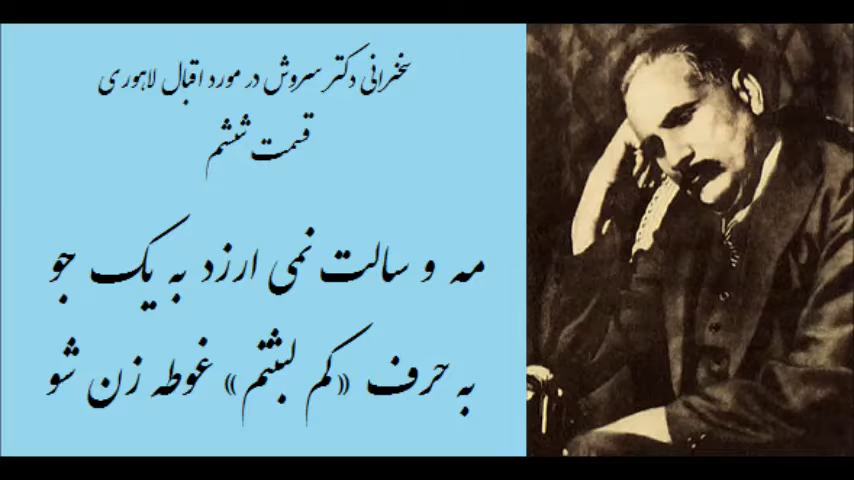 سخنرانی دکتر سروش در مورد اقبال لاهوری
قسمت ششم
مه و سالت نمی ارزد به یک جو
به حرف «کم لبثتم» غوطه زن شو